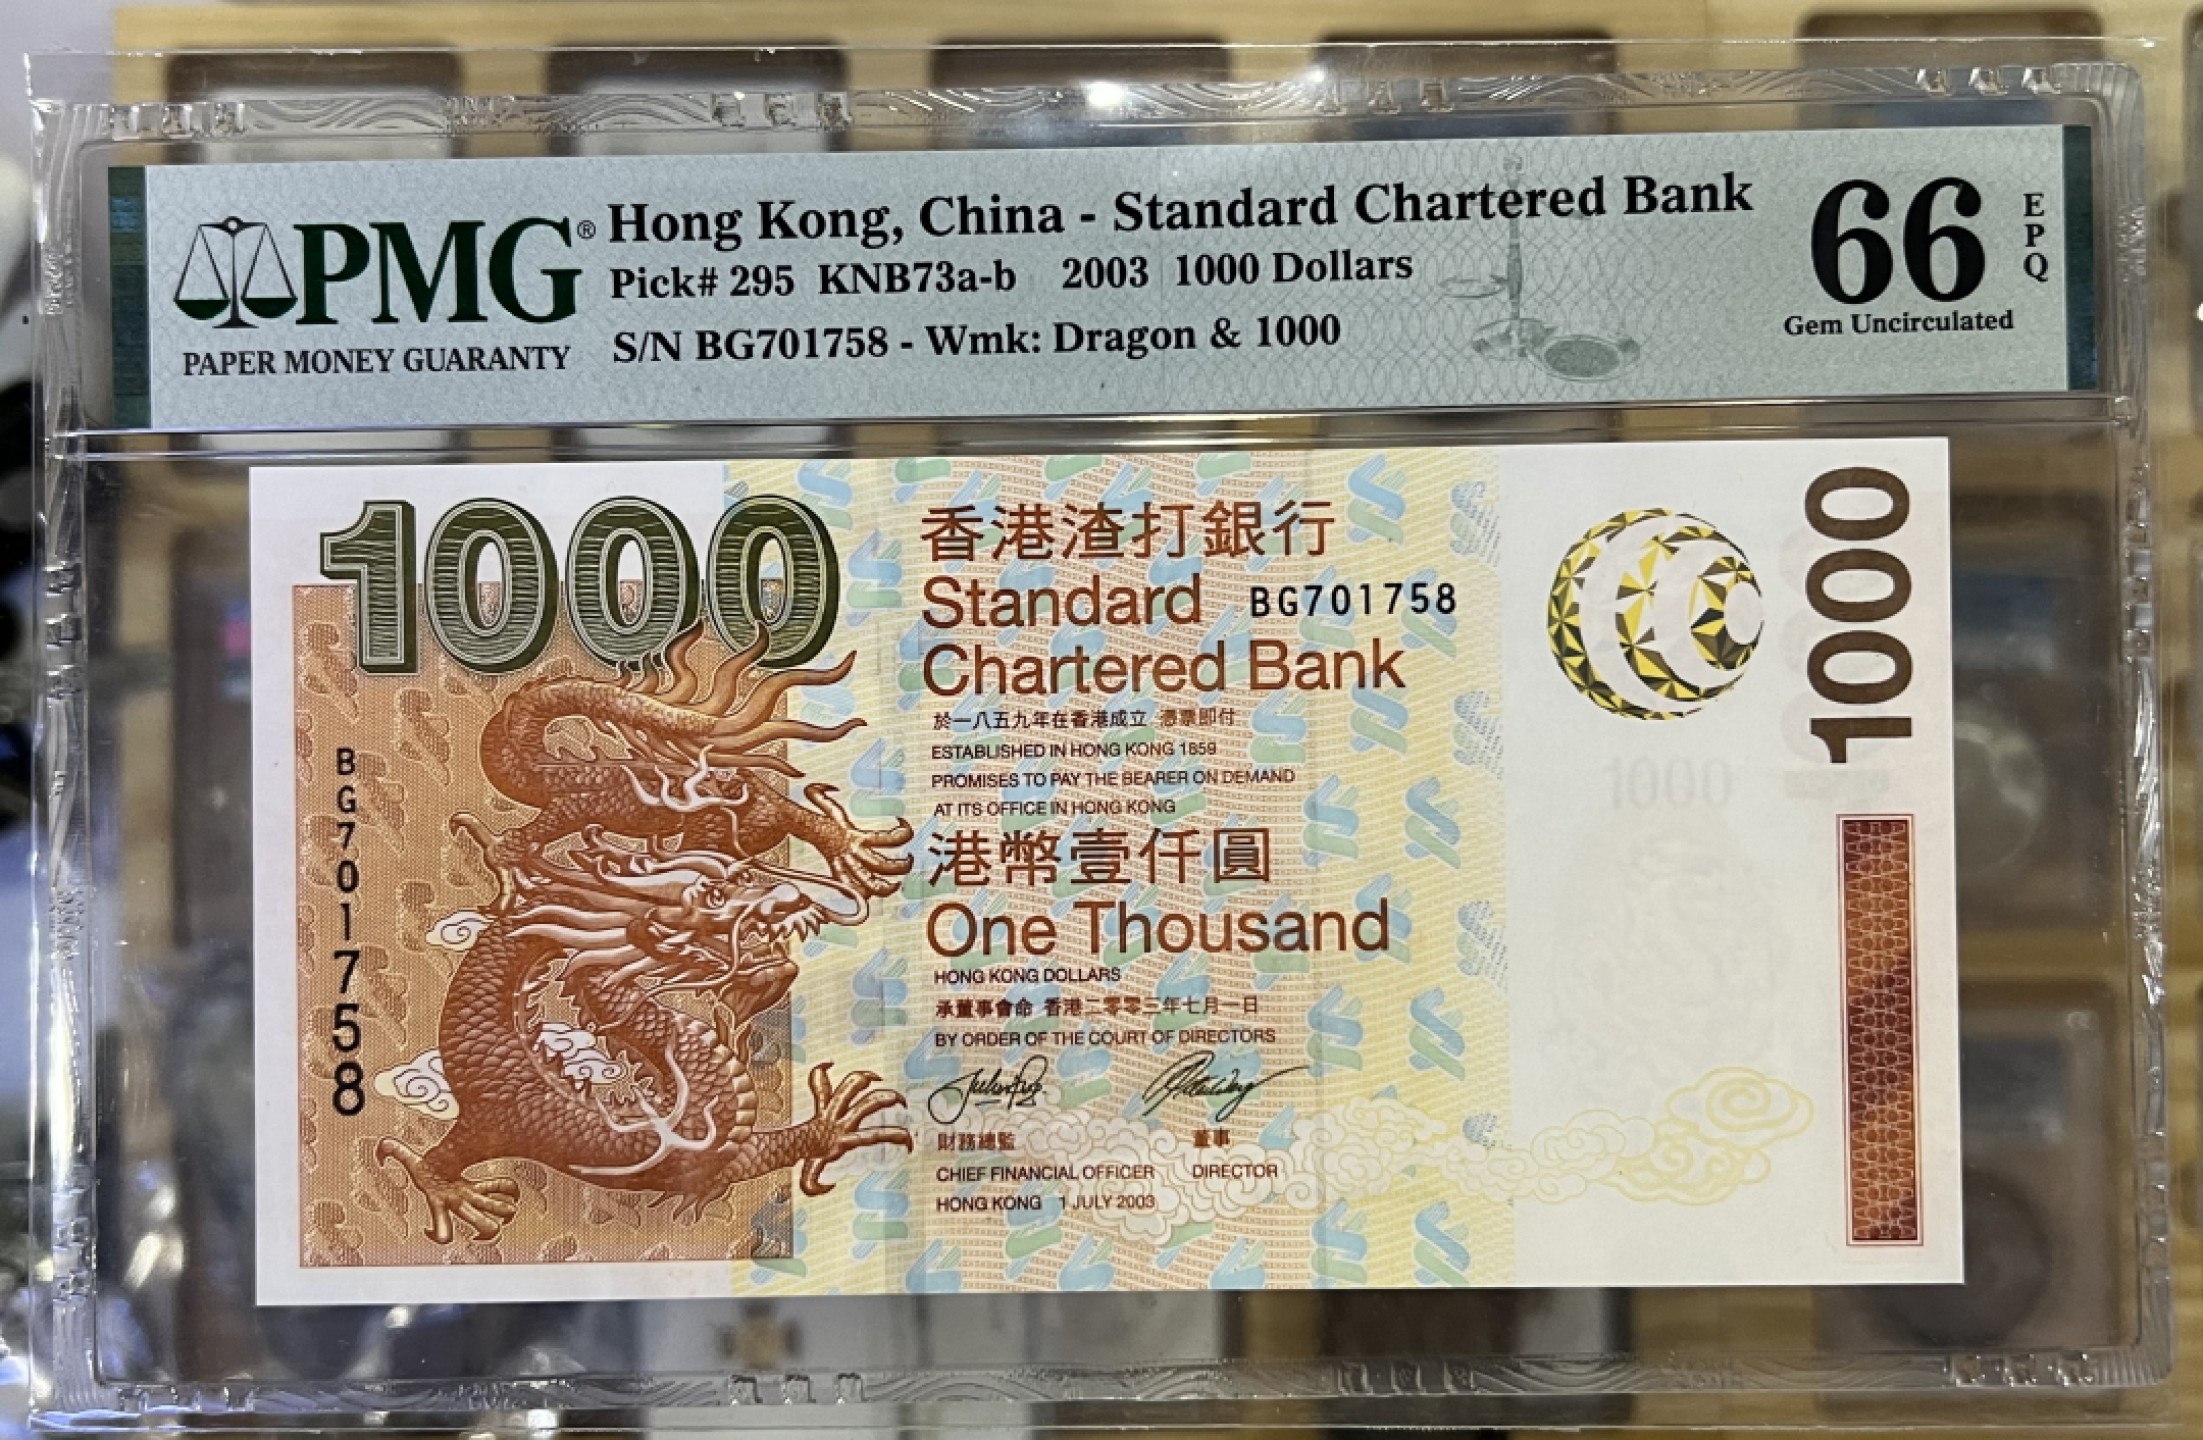 PMG®
PAPER MONEY GUARANTY
Hong Kong, China - Standard Chartered Bank
Pick# 295 KNB73a-b 2003 1000 Dollars
S/N BG701758 - Wmk: Dragon & 1000
66
EPQ
Gem Uncirculated
1000
香港渣打銀行
Standard
BG701758
Chartered Bank
於一八五九年在香港成立 憑票即付
ESTABLISHED IN HONG KONG 1859
PROMISES TO PAY THE BEARER ON DEMAND
AT ITS OFFICE IN HONG KONG
港幣壹仟圓
One Thousand
HONG KONG DOLLARS
承董事會命 香港二零零三年七月一日
BY ORDER OF THE COURT OF DIRECTORS
財務總監 董事
CHIEF FINANCIAL OFFICER DIRECTOR
HONG KONG 1 JULY 2003
BG701758
1000
1000